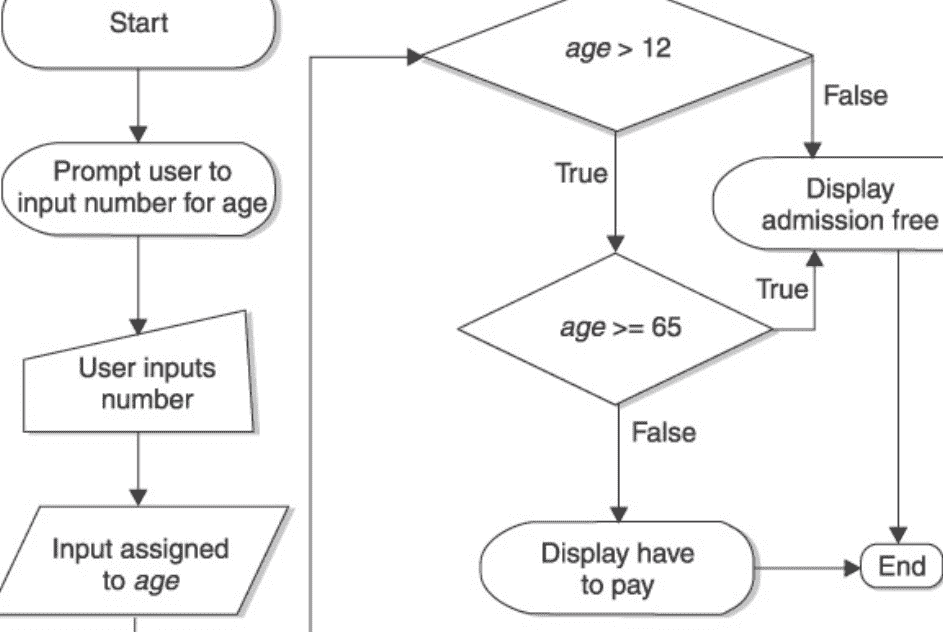 Start
Prompt user to
input number for age
User inputs
number
Input assigned
to age
age > 12
False
True
Display
admission free
True
age >= 65
False
Display have
to pay
End